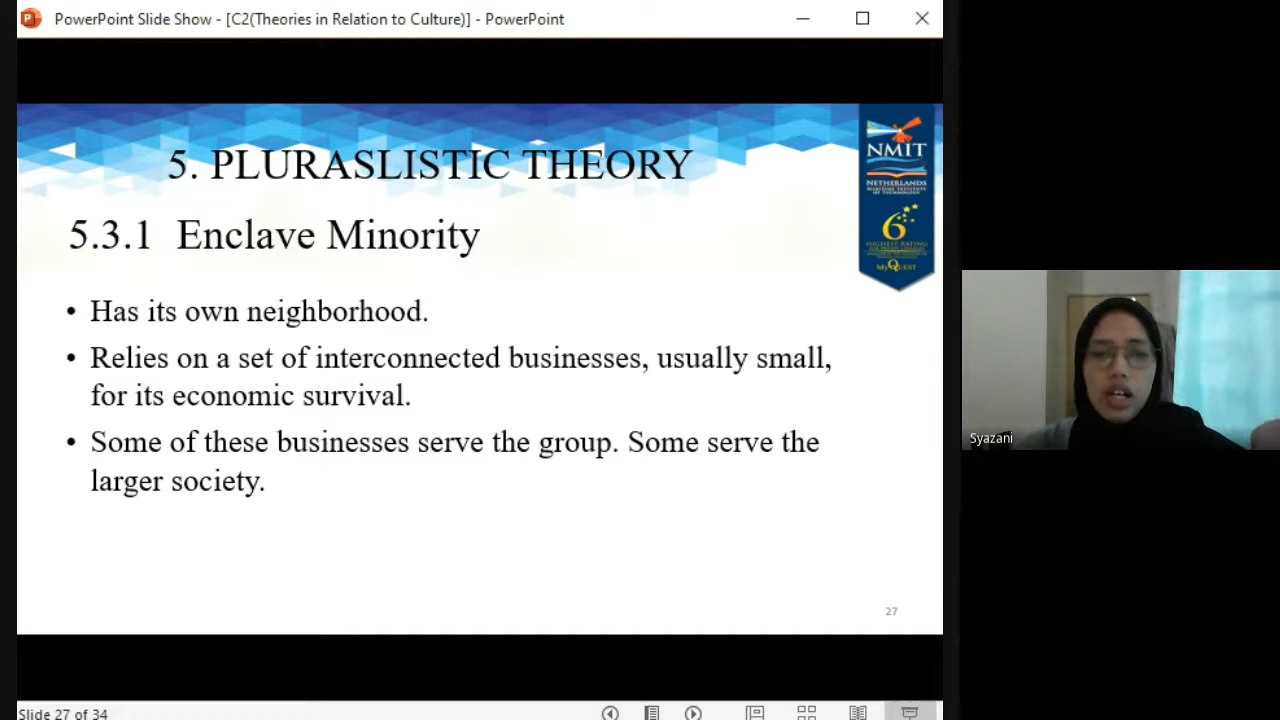 PowerPoint Slide Show - [C2(Theories in Relation to Culture)] - PowerPoint
5. PLURASLISTIC THEORY
NMIT
NETHERLANDS
MARITIME INSTITUTE
OF TECHNOLOGY
6
HIGHEST RATING
MyQUEST
5.3.1 Enclave Minority
• Has its own neighborhood.
• Relies on a set of interconnected businesses, usually small,
for its economic survival.
• Some of these businesses serve the group. Some serve the
larger society.
27
Syazani
Slide 27 of 34